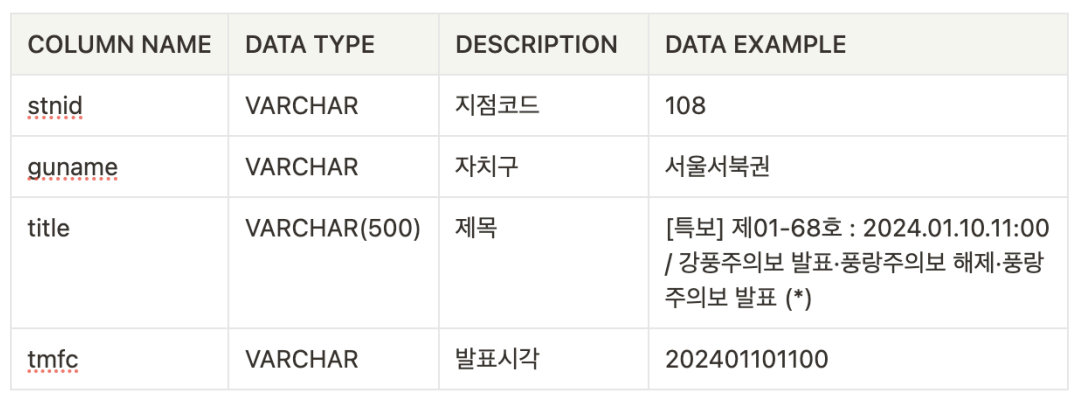 COLUMN NAME DATA TYPE DESCRIPTION DATA EXAMPLE
stnid VARCHAR 지점코드 108
guname VARCHAR 자치구 서울서북권
title VARCHAR(500) 제목 [특보] 제01-68호 : 2024.01.10.11:00
/ 강풍주의보 발표·풍랑주의보 해제·풍랑
주의보 발표 (*)
tmfc VARCHAR 발표시각 202401101100